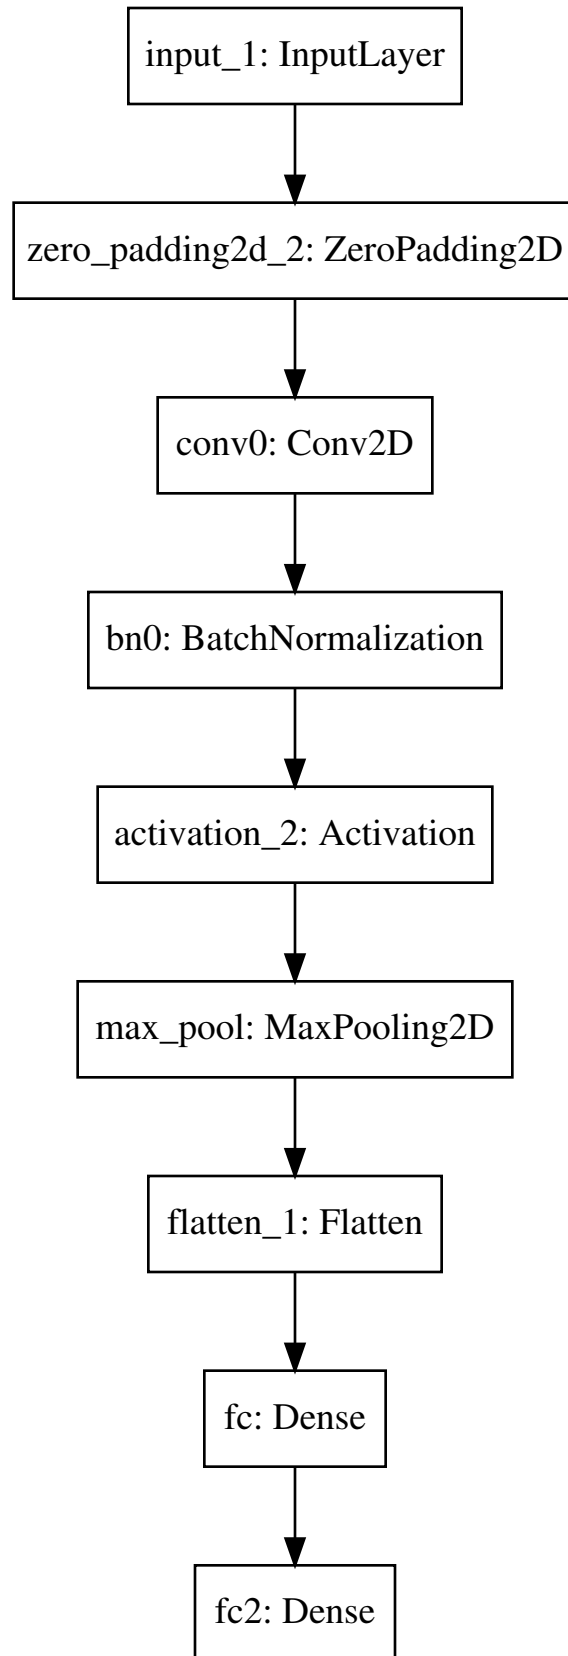 input_1: InputLayer
zero_padding2d_2: ZeroPadding2D
conv0: Conv2D
bn0: BatchNormalization
activation_2: Activation
max_pool: MaxPooling2D
flatten_1: Flatten
fc: Dense
fc2: Dense